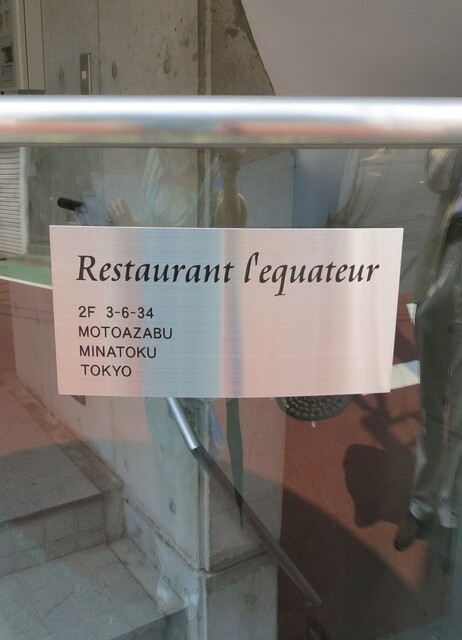 Restaurant l'equateur
2F 3-6-34
MOTOAZABU
MINATOKU
TOKYO